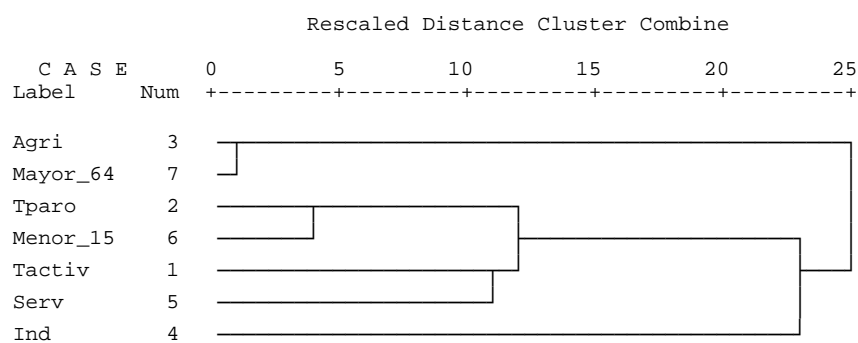 Rescaled Distance Cluster Combine
C A S E 0 5 10 15 20 25
Label Num +---------+---------+---------+---------+---------+
Agri 3
Mayor_64 7
Tparo 2
Menor_15 6
Tactiv 1
Serv 5
Ind 4